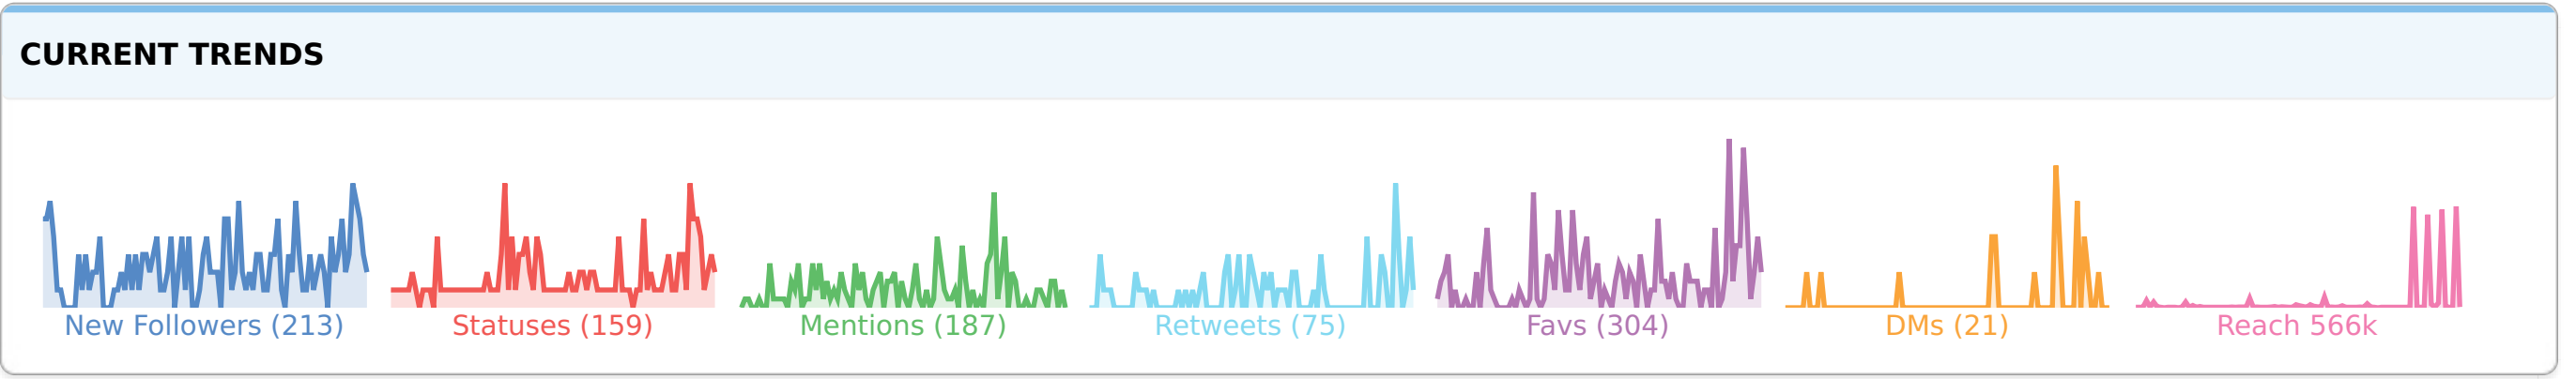 CURRENT TRENDS
New Followers (213)
Statuses (159)
Mentions (187)
Retweets (75)
Favs (304)
DMs (21)
Reach 566k